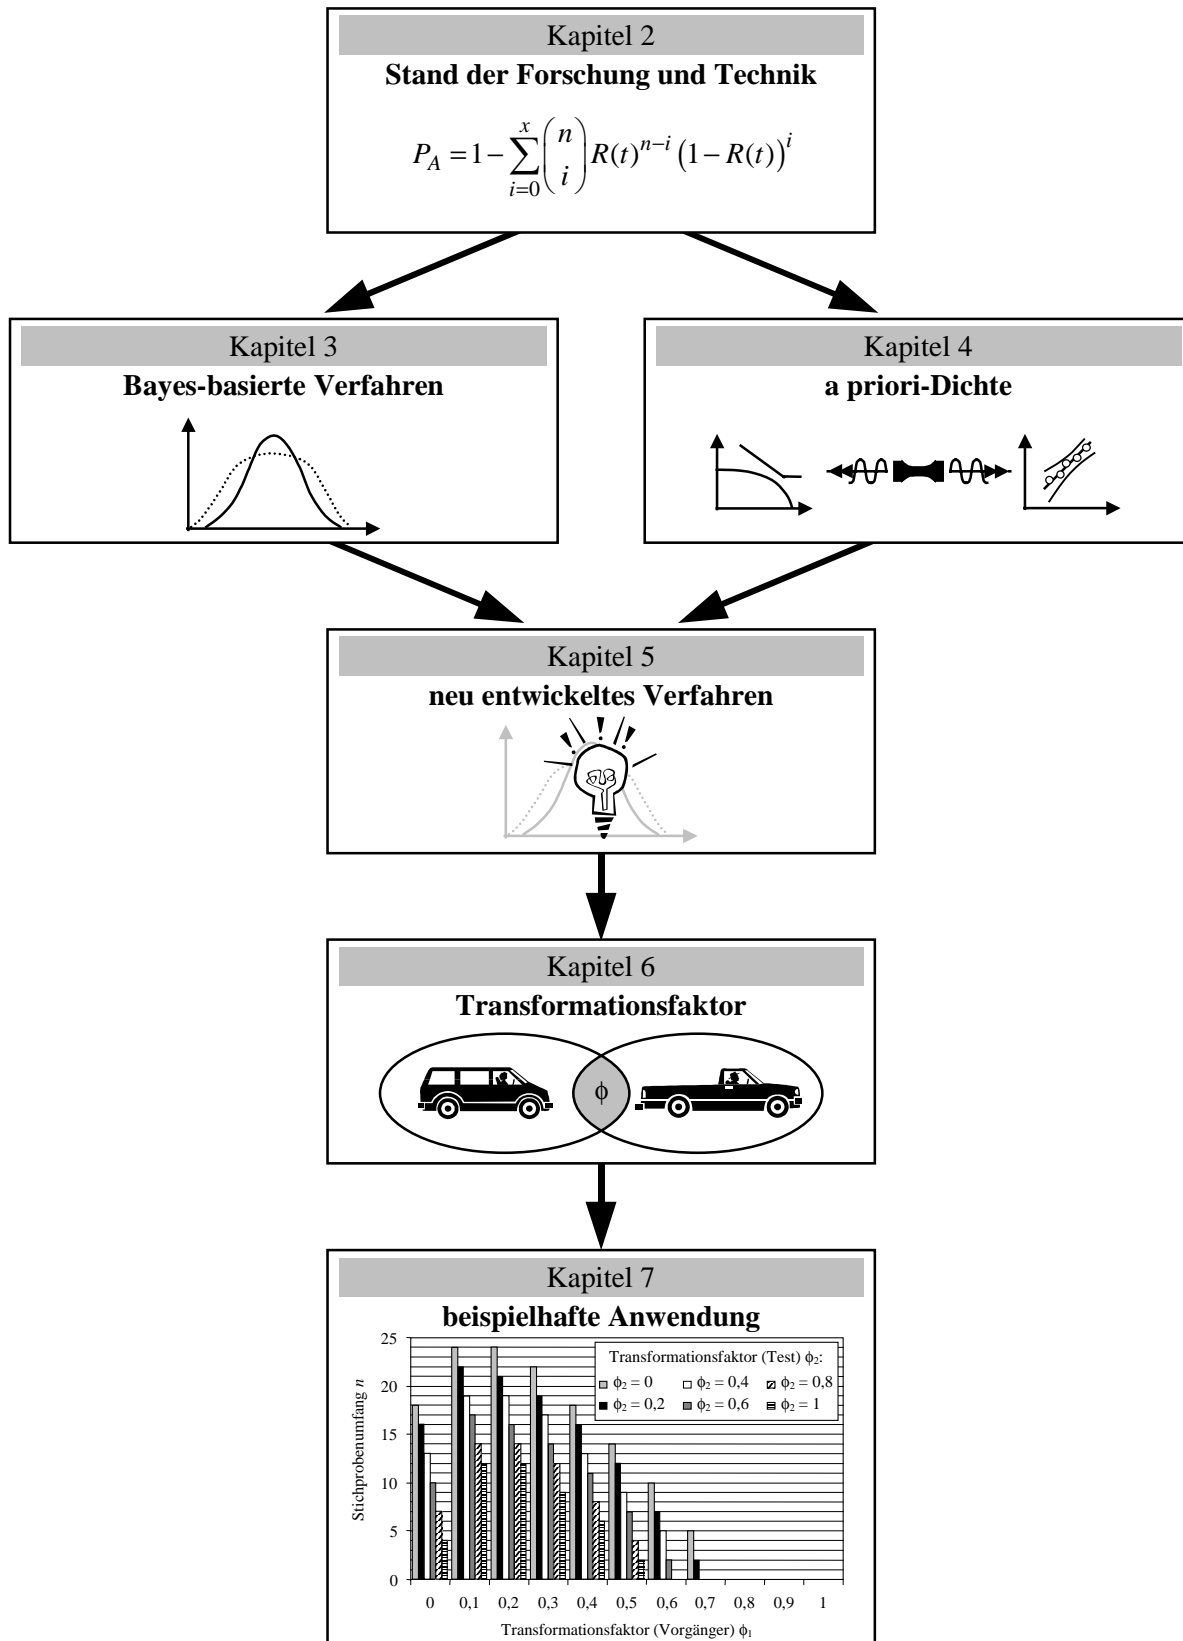 Kapitel 2
Stand der Forschung und Technik
P_A = 1 − \sum_{i=0}^{x} \binom{n}{i} R(t)^{n−i} (1 − R(t))^i
Kapitel 3
Bayes-basierte Verfahren
Kapitel 4
a priori-Dichte
Kapitel 5
neu entwickeltes Verfahren
Kapitel 6
Transformationsfaktor
ϕ
Kapitel 7
beispielhafte Anwendung
Stichprobenumfang n
25
20
15
10
5
0
Transformationsfaktor (Test) ϕ₂:
ϕ₂ = 0 ϕ₂ = 0,4 ϕ₂ = 0,8
ϕ₂ = 0,2 ϕ₂ = 0,6 ϕ₂ = 1
0 0,1 0,2 0,3 0,4 0,5 0,6 0,7 0,8 0,9 1
Transformationsfaktor (Vorgänger) ϕ₁